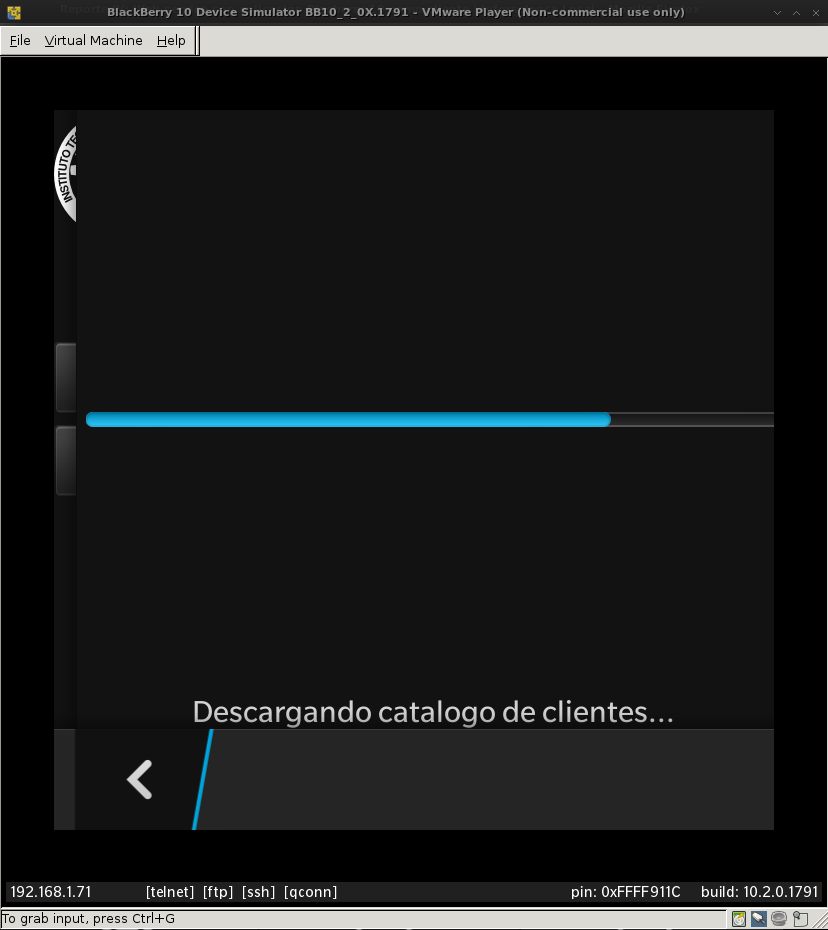 BlackBerry 10 Device Simulator BB10_2_0X.1791 - VMware Player (Non-commercial use only)
File Virtual Machine Help
INSTITUTO
Descargando catalogo de clientes...
192.168.1.71 [telnet] [ftp] [ssh] [qconn] pin: 0xFFFF911C build: 10.2.0.1791
To grab input, press Ctrl+G